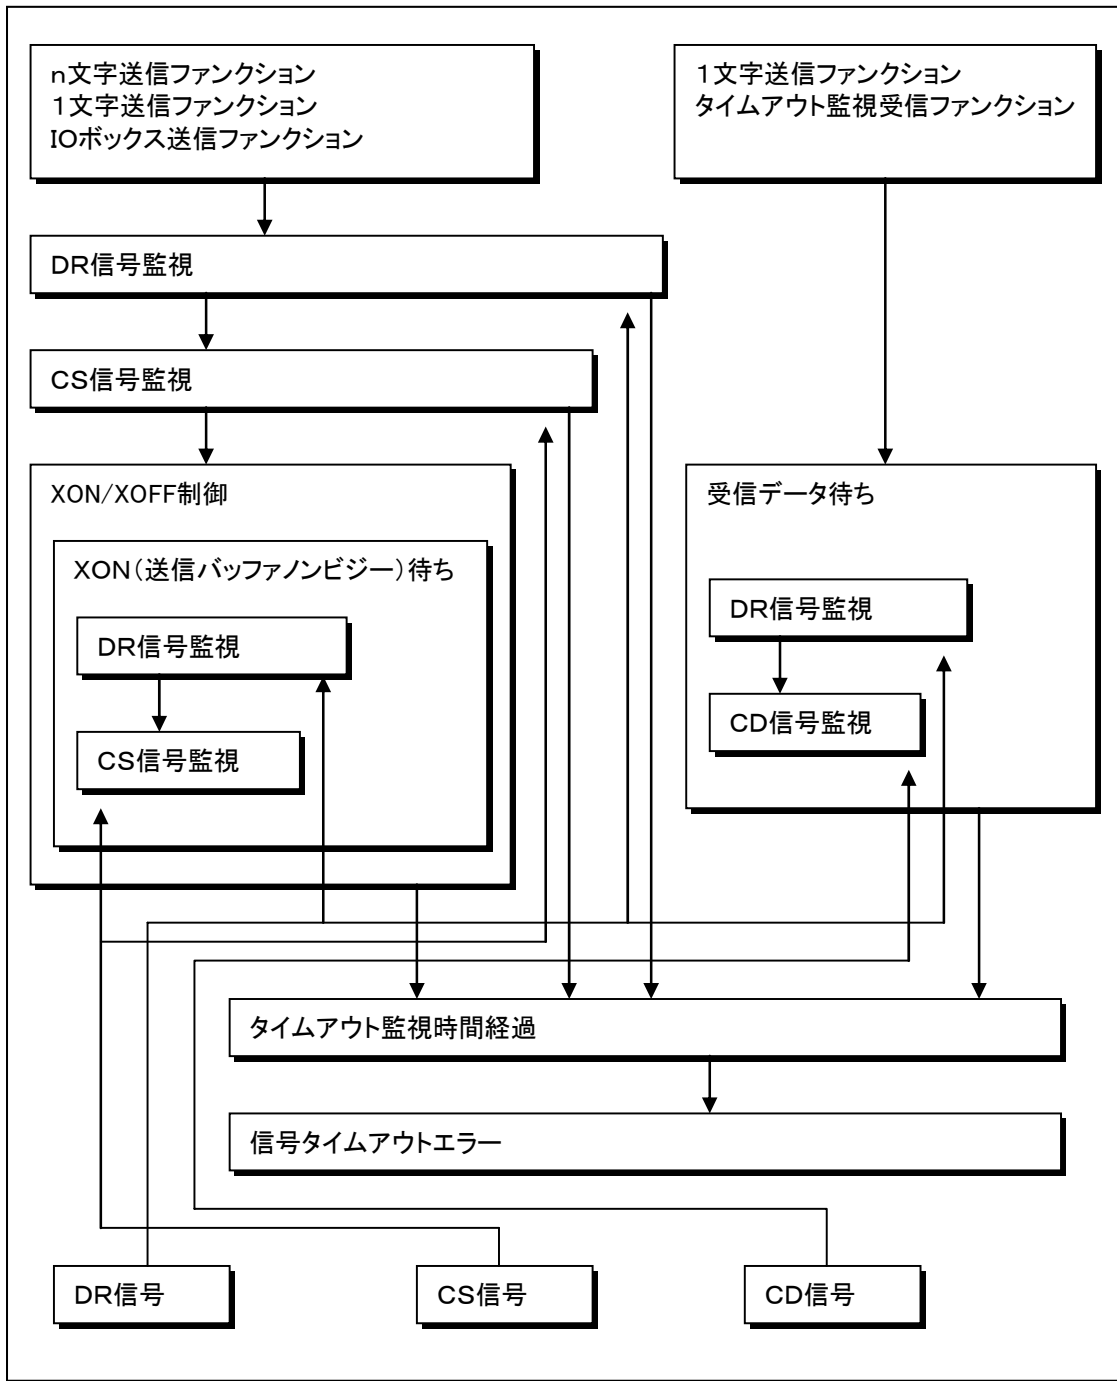 n文字送信ファンクション
1文字送信ファンクション
IOボックス送信ファンクション
1文字送信ファンクション
タイムアウト監視受信ファンクション
DR信号監視
CS信号監視
XON/XOFF制御
XON(送信バッファノンビジー)待ち
DR信号監視
CS信号監視
受信データ待ち
DR信号監視
CD信号監視
タイムアウト監視時間経過
信号タイムアウトエラー
DR信号
CS信号
CD信号